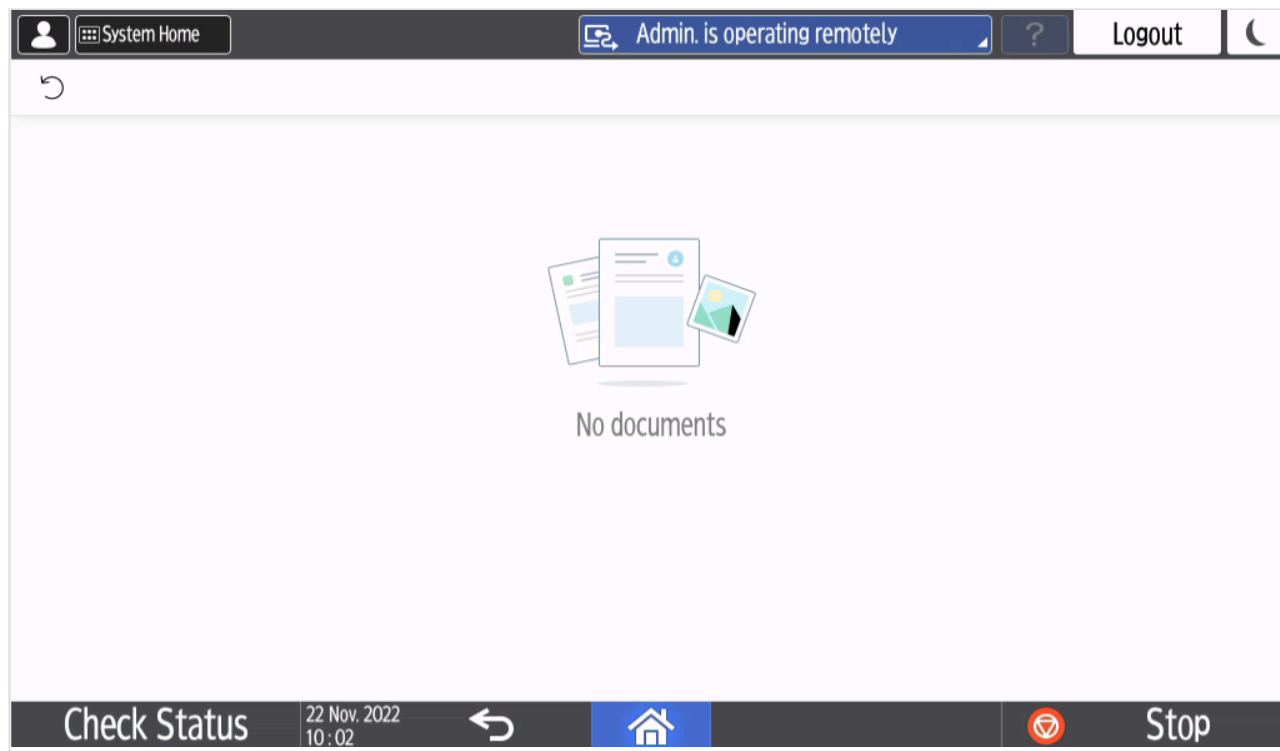 System Home
Admin. is operating remotely
?
Logout
No documents
Check Status
22 Nov. 2022
10 : 02
Stop